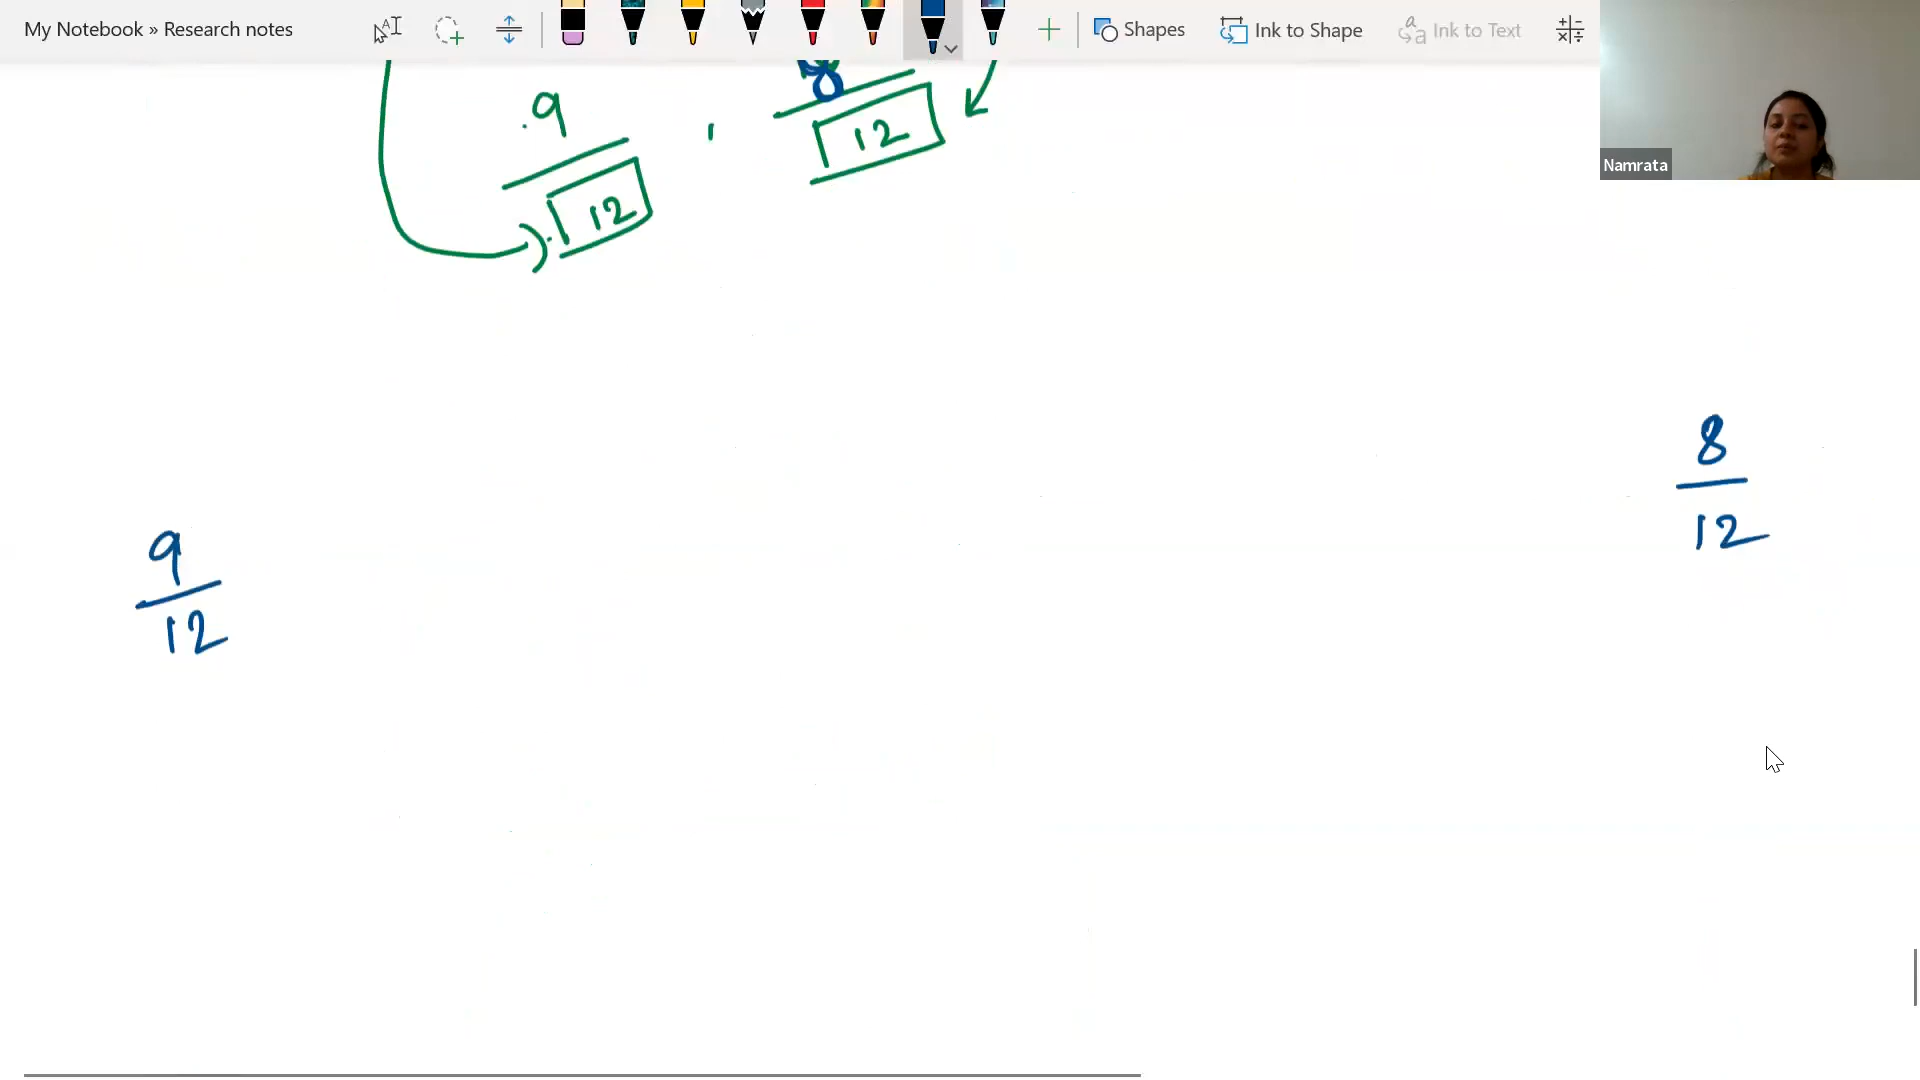 My Notebook » Research notes
Shapes
Ink to Shape
Ink to Text
Namrata
9
12
,
8
12
8
12
9
12